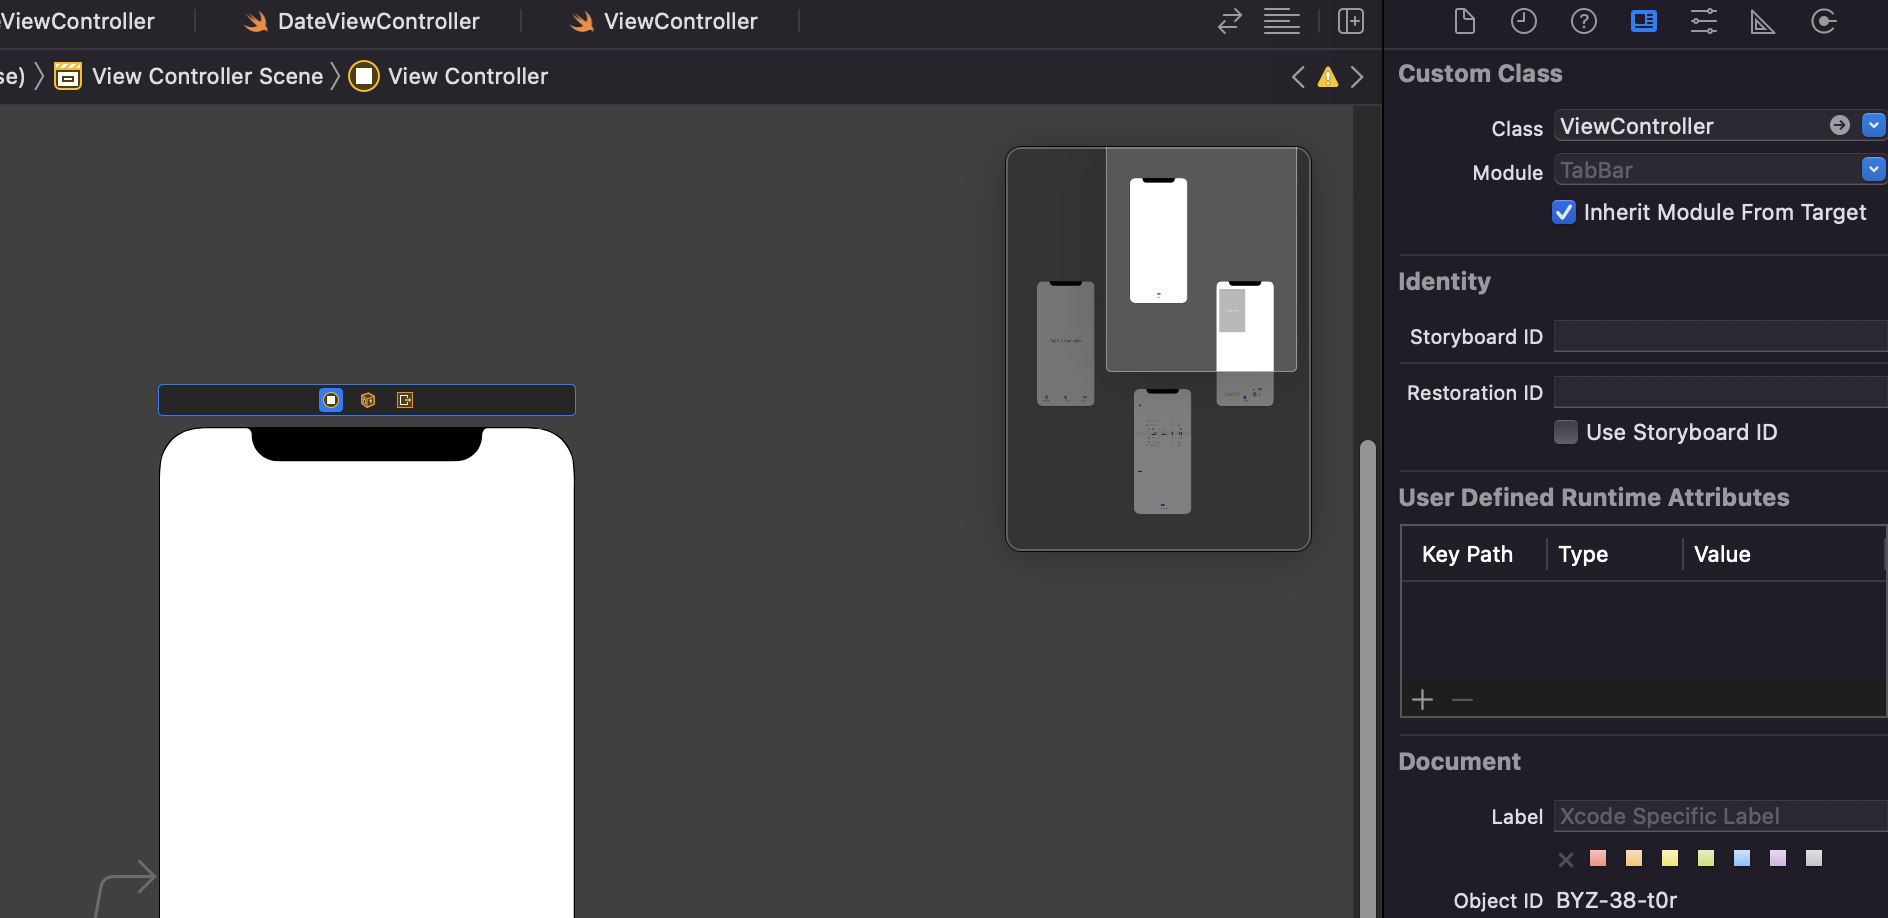 ViewController
DateViewController
ViewController
se)
View Controller Scene
View Controller
Custom Class
Class
ViewController
Module
TabBar
Inherit Module From Target
Identity
Storyboard ID
Restoration ID
Use Storyboard ID
User Defined Runtime Attributes
Key Path
Type
Value
Document
Label
Xcode Specific Label
Object ID
BYZ-38-t0r